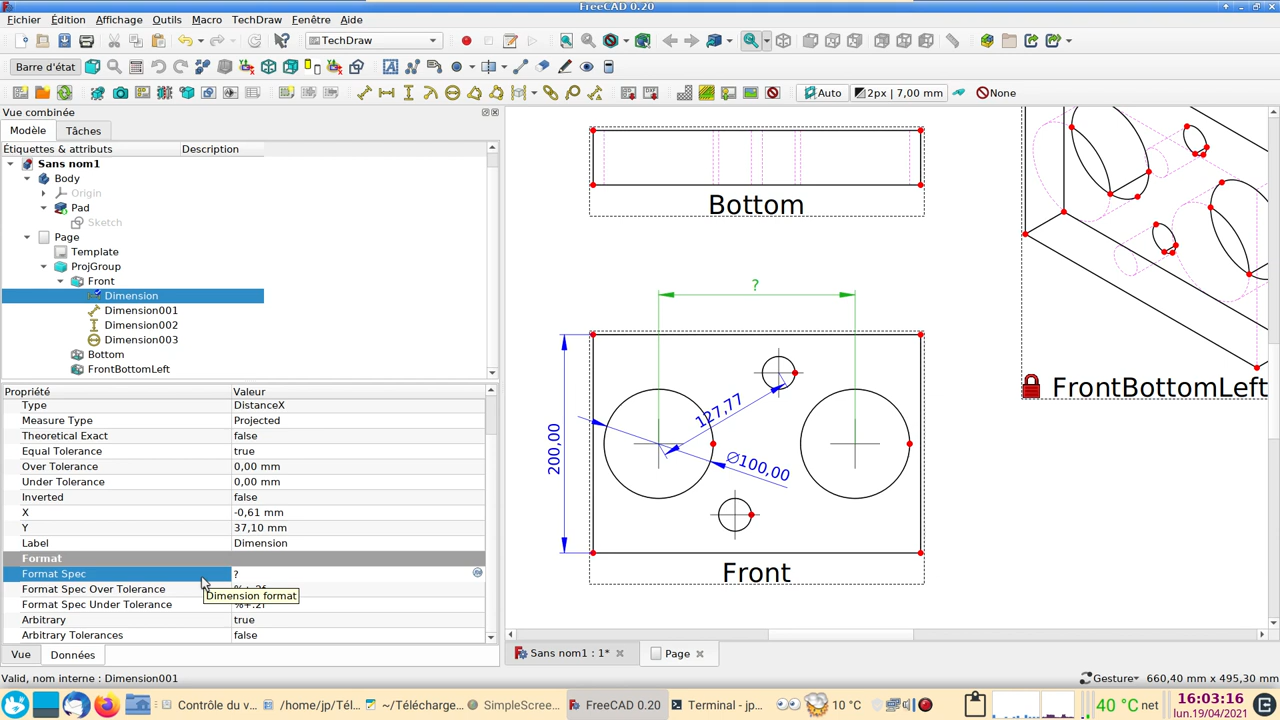 FreeCAD 0.20
Fichier Édition Affichage Outils Macro TechDraw Fenêtre Aide
TechDraw
Barre d'état
Auto 2px | 7,00 mm None
Vue combinée
Modèle Tâches
Étiquettes & attributs Description
Sans nom1
Body
Origin
Pad
Sketch
Page
Template
ProjGroup
Front
Dimension
Dimension001
Dimension002
Dimension003
Bottom
FrontBottomLeft
Propriété Valeur
Type DistanceX
Measure Type Projected
Theoretical Exact false
Equal Tolerance true
Over Tolerance 0,00 mm
Under Tolerance 0,00 mm
Inverted false
X -0,61 mm
Y 37,10 mm
Label Dimension
Format
Format Spec ?
Format Spec Over Tolerance
Dimension format
Format Spec Under Tolerance
Arbitrary true
Arbitrary Tolerances false
Vue Données
Bottom
?
127,77
200,00
∅100,00
Front
FrontBottomLeft
Sans nom1 : 1* Page
Valid, nom interne : Dimension001
Gesture 660,40 mm x 495,30 mm
Contrôle du v... /home/jp/Tél... ~/Télécharge... SimpleScree... FreeCAD 0.20 Terminal - jp... 10 °C 40 °C net 16:03:16
lun.19/04/2021